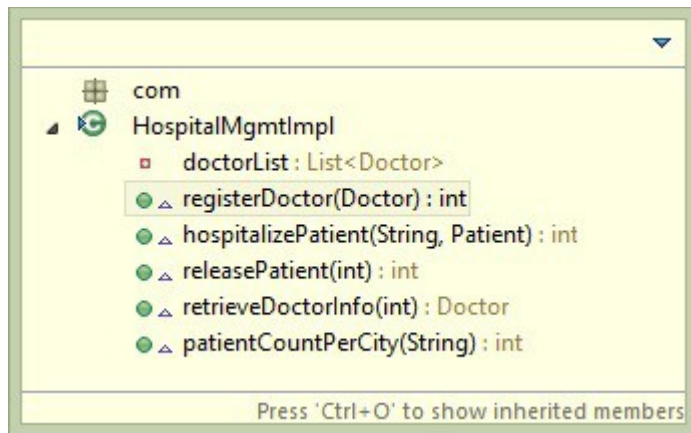 com
HospitalMgmtImpl
doctorList : List<Doctor>
registerDoctor(Doctor) : int
hospitalizePatient(String, Patient) : int
releasePatient(int) : int
retrieveDoctorInfo(int) : Doctor
patientCountPerCity(String) : int
Press 'Ctrl+O' to show inherited members